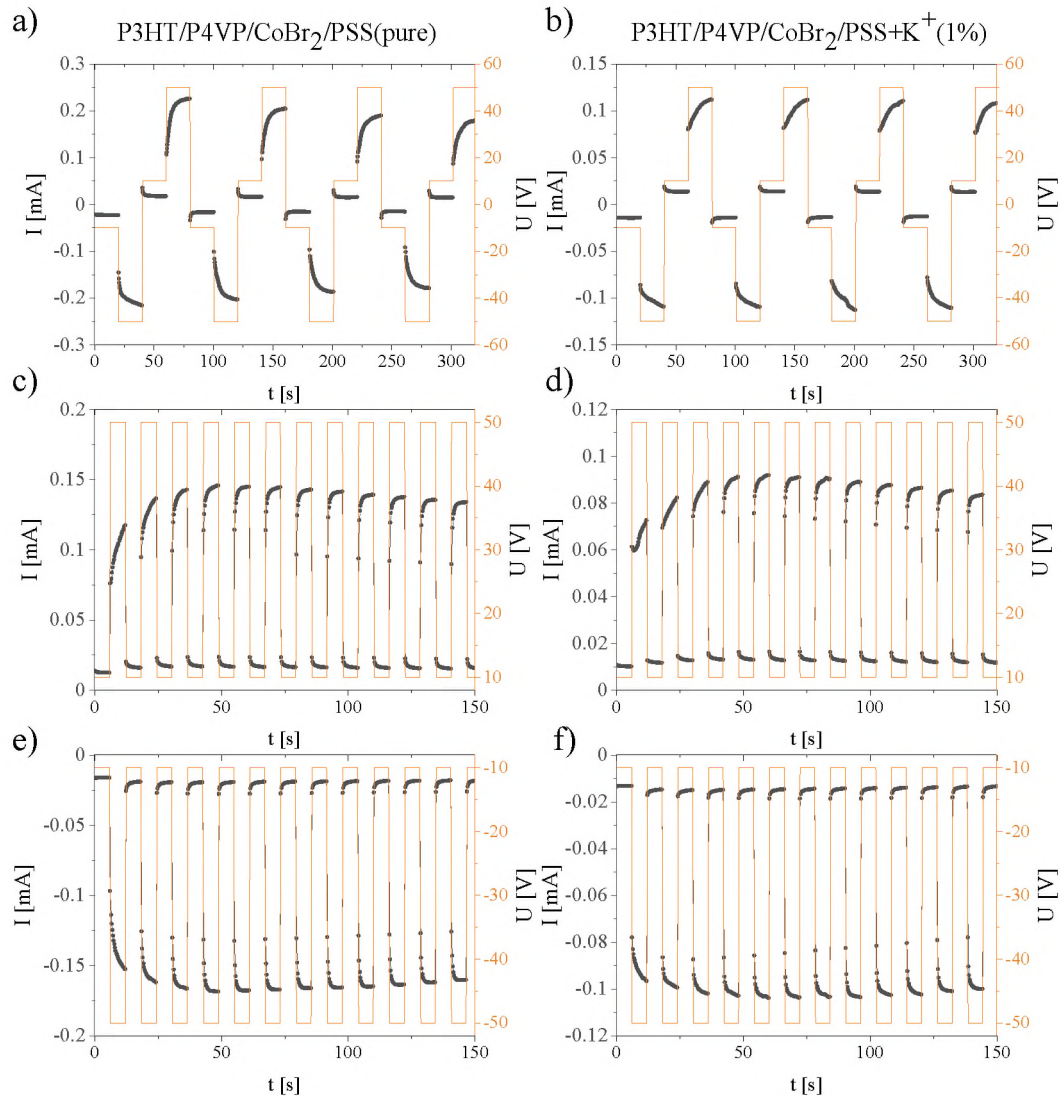 a) P3HT/P4VP/CoBr2/PSS(pure)
0.3
0.2
0.1
0
-0.1
-0.2
-0.3
I [mA]
60
40
20
0
-20
-40
-60
U [V]
0 50 100 150 200 250 300
t [s]
b) P3HT/P4VP/CoBr2/PSS+K+(1%)
0.15
0.1
0.05
0
0.05
-0.1
-0.15
I [mA]
60
40
20
0
-20
-40
-60
U [V]
0 50 100 150 200 250 300
t [s]
c)
0.2
0.15
0.1
0.05
0
I [mA]
50
40
30
20
10
U [V]
0 50 100 150
t [s]
d)
0.12
0.1
0.08
0.06
0.04
0.02
0
I [mA]
50
40
30
20
10
U [V]
0 50 100 150
t [s]
e)
0
-0.05
-0.1
-0.15
-0.2
I [mA]
-10
-20
-30
-40
-50
U [V]
0 50 100 150
t [s]
f)
0
-0.02
-0.04
-0.06
-0.08
-0.1
-0.12
I [mA]
-10
-20
-30
-40
-50
U [V]
0 50 100 150
t [s]